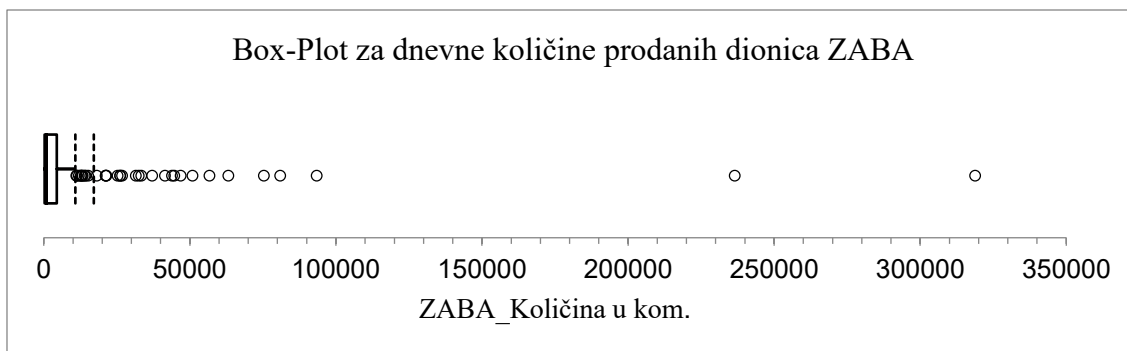 Box-Plot za dnevne količine prodanih dionica ZABA
0 50000 100000 150000 200000 250000 300000 350000
ZABA_Količina u kom.